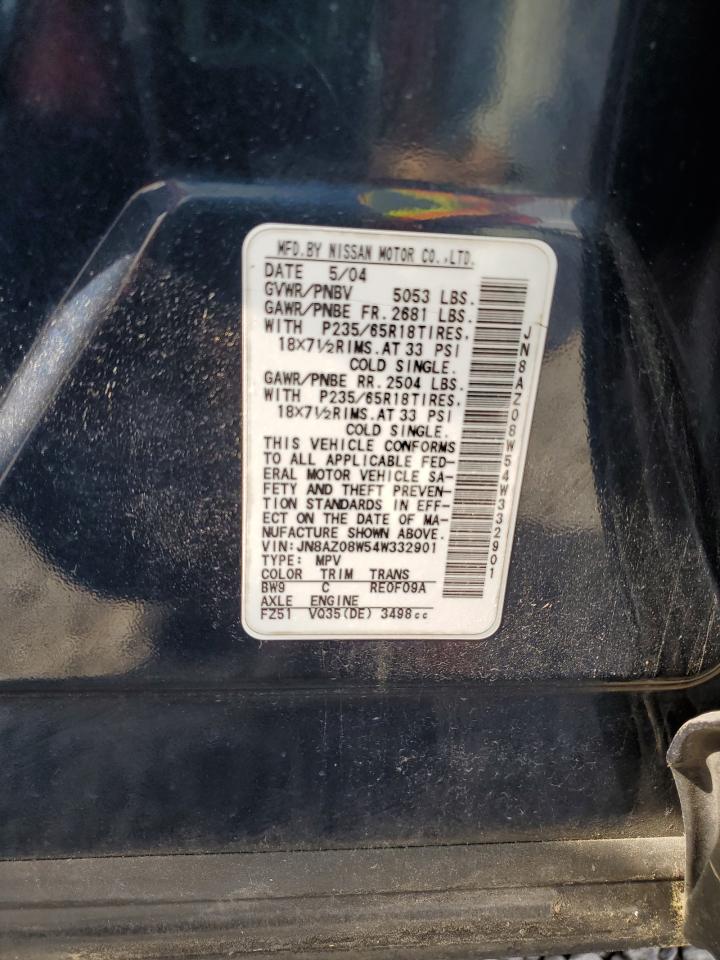 MFD.BY NISSAN MOTOR CO.,LTD.
DATE 5/04
GVWR/PNBV 5053 LBS.
GAWR/PNBE FR.2681 LBS.
WITH P235/65R18TIRES.
18X7½RIMS.AT 33 PSI
COLD SINGLE.
GAWR/PNBE RR.2504 LBS.
WITH P235/65R18TIRES.
18X7½RIMS.AT 33 PSI
COLD SINGLE.
THIS VEHICLE CONFORMS
TO ALL APPLICABLE FED-
ERAL MOTOR VEHICLE SA-
FETY AND THEFT PREVEN-
TION STANDARDS IN EFF-
ECT ON THE DATE OF MA-
NUFACTURE SHOWN ABOVE.
VIN:JN8AZ08W54W332901
TYPE: MPV
COLOR TRIM TRANS
BW9 C RE0F09A
AXLE ENGINE
FZ51 VQ35(DE) 3498cc
JN8AZ08W54W332901